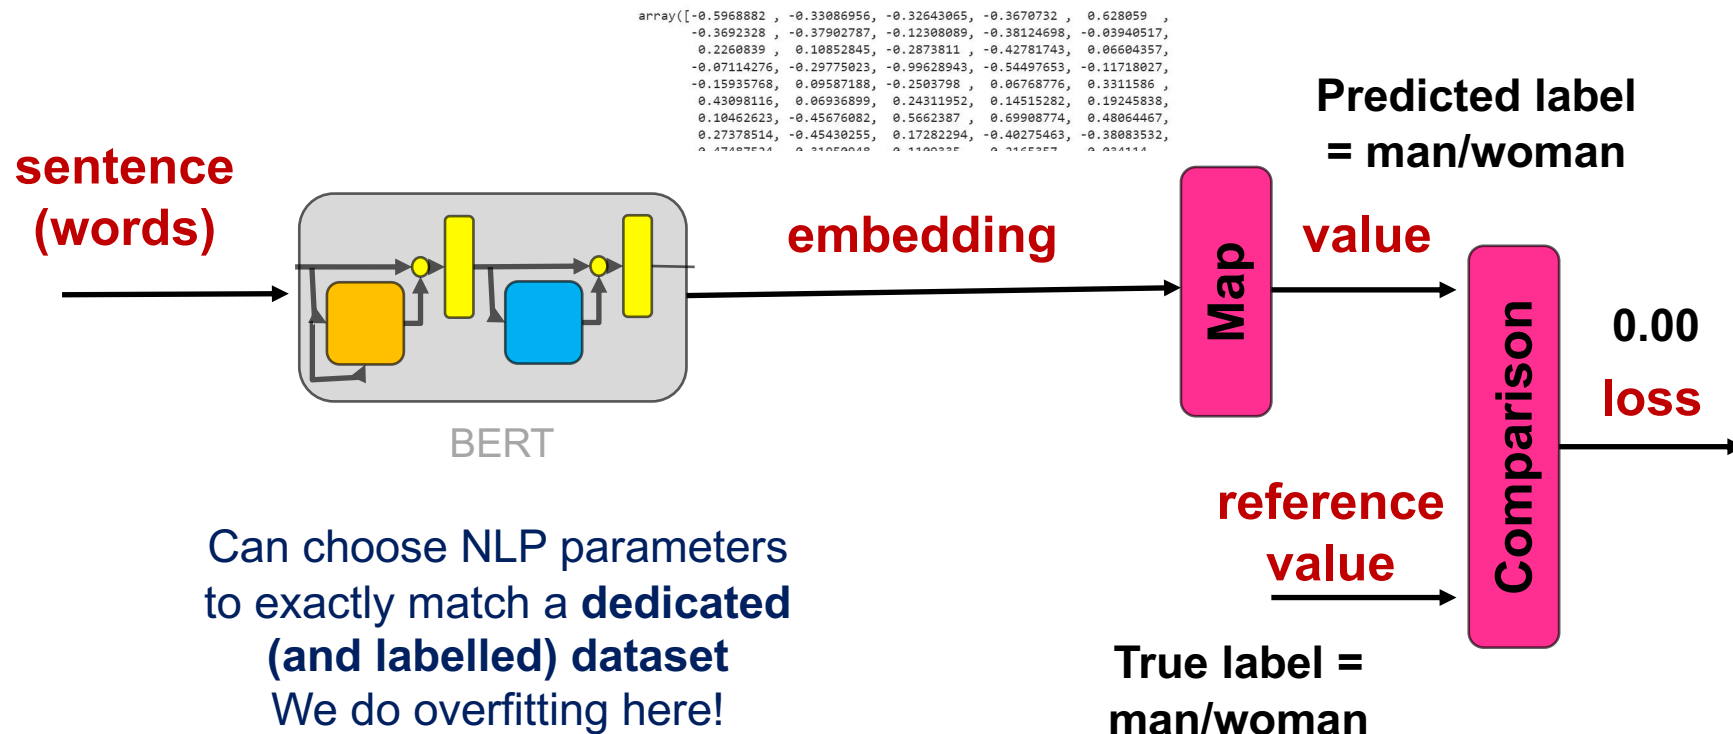 array([-0.5968882 , -0.33086956, -0.32643065, -0.3670732 , 0.628059 ,
-0.3692328 , -0.37902787, -0.12308089, -0.38124698, -0.03940517,
0.2260839 , 0.10852845, -0.2873811 , -0.42781743, 0.06604357,
-0.07114276, -0.29775023, -0.99628943, -0.54497653, -0.11718027,
-0.15935768, 0.09587188, -0.2503798 , 0.06768776, 0.3311586 ,
0.43098116, 0.06936899, 0.24311952, 0.14515282, 0.19245838,
0.10462623, -0.45676082, 0.5662387 , 0.69908774, 0.48064467,
0.27378514, -0.45430255, 0.17282294, -0.40275463, -0.38083532,
Predicted label
= man/woman
sentence
(words)
embedding
Map
value
Comparison
0.00
loss
BERT
reference
value
Can choose NLP parameters
to exactly match a dedicated
(and labelled) dataset
We do overfitting here!
True label =
man/woman